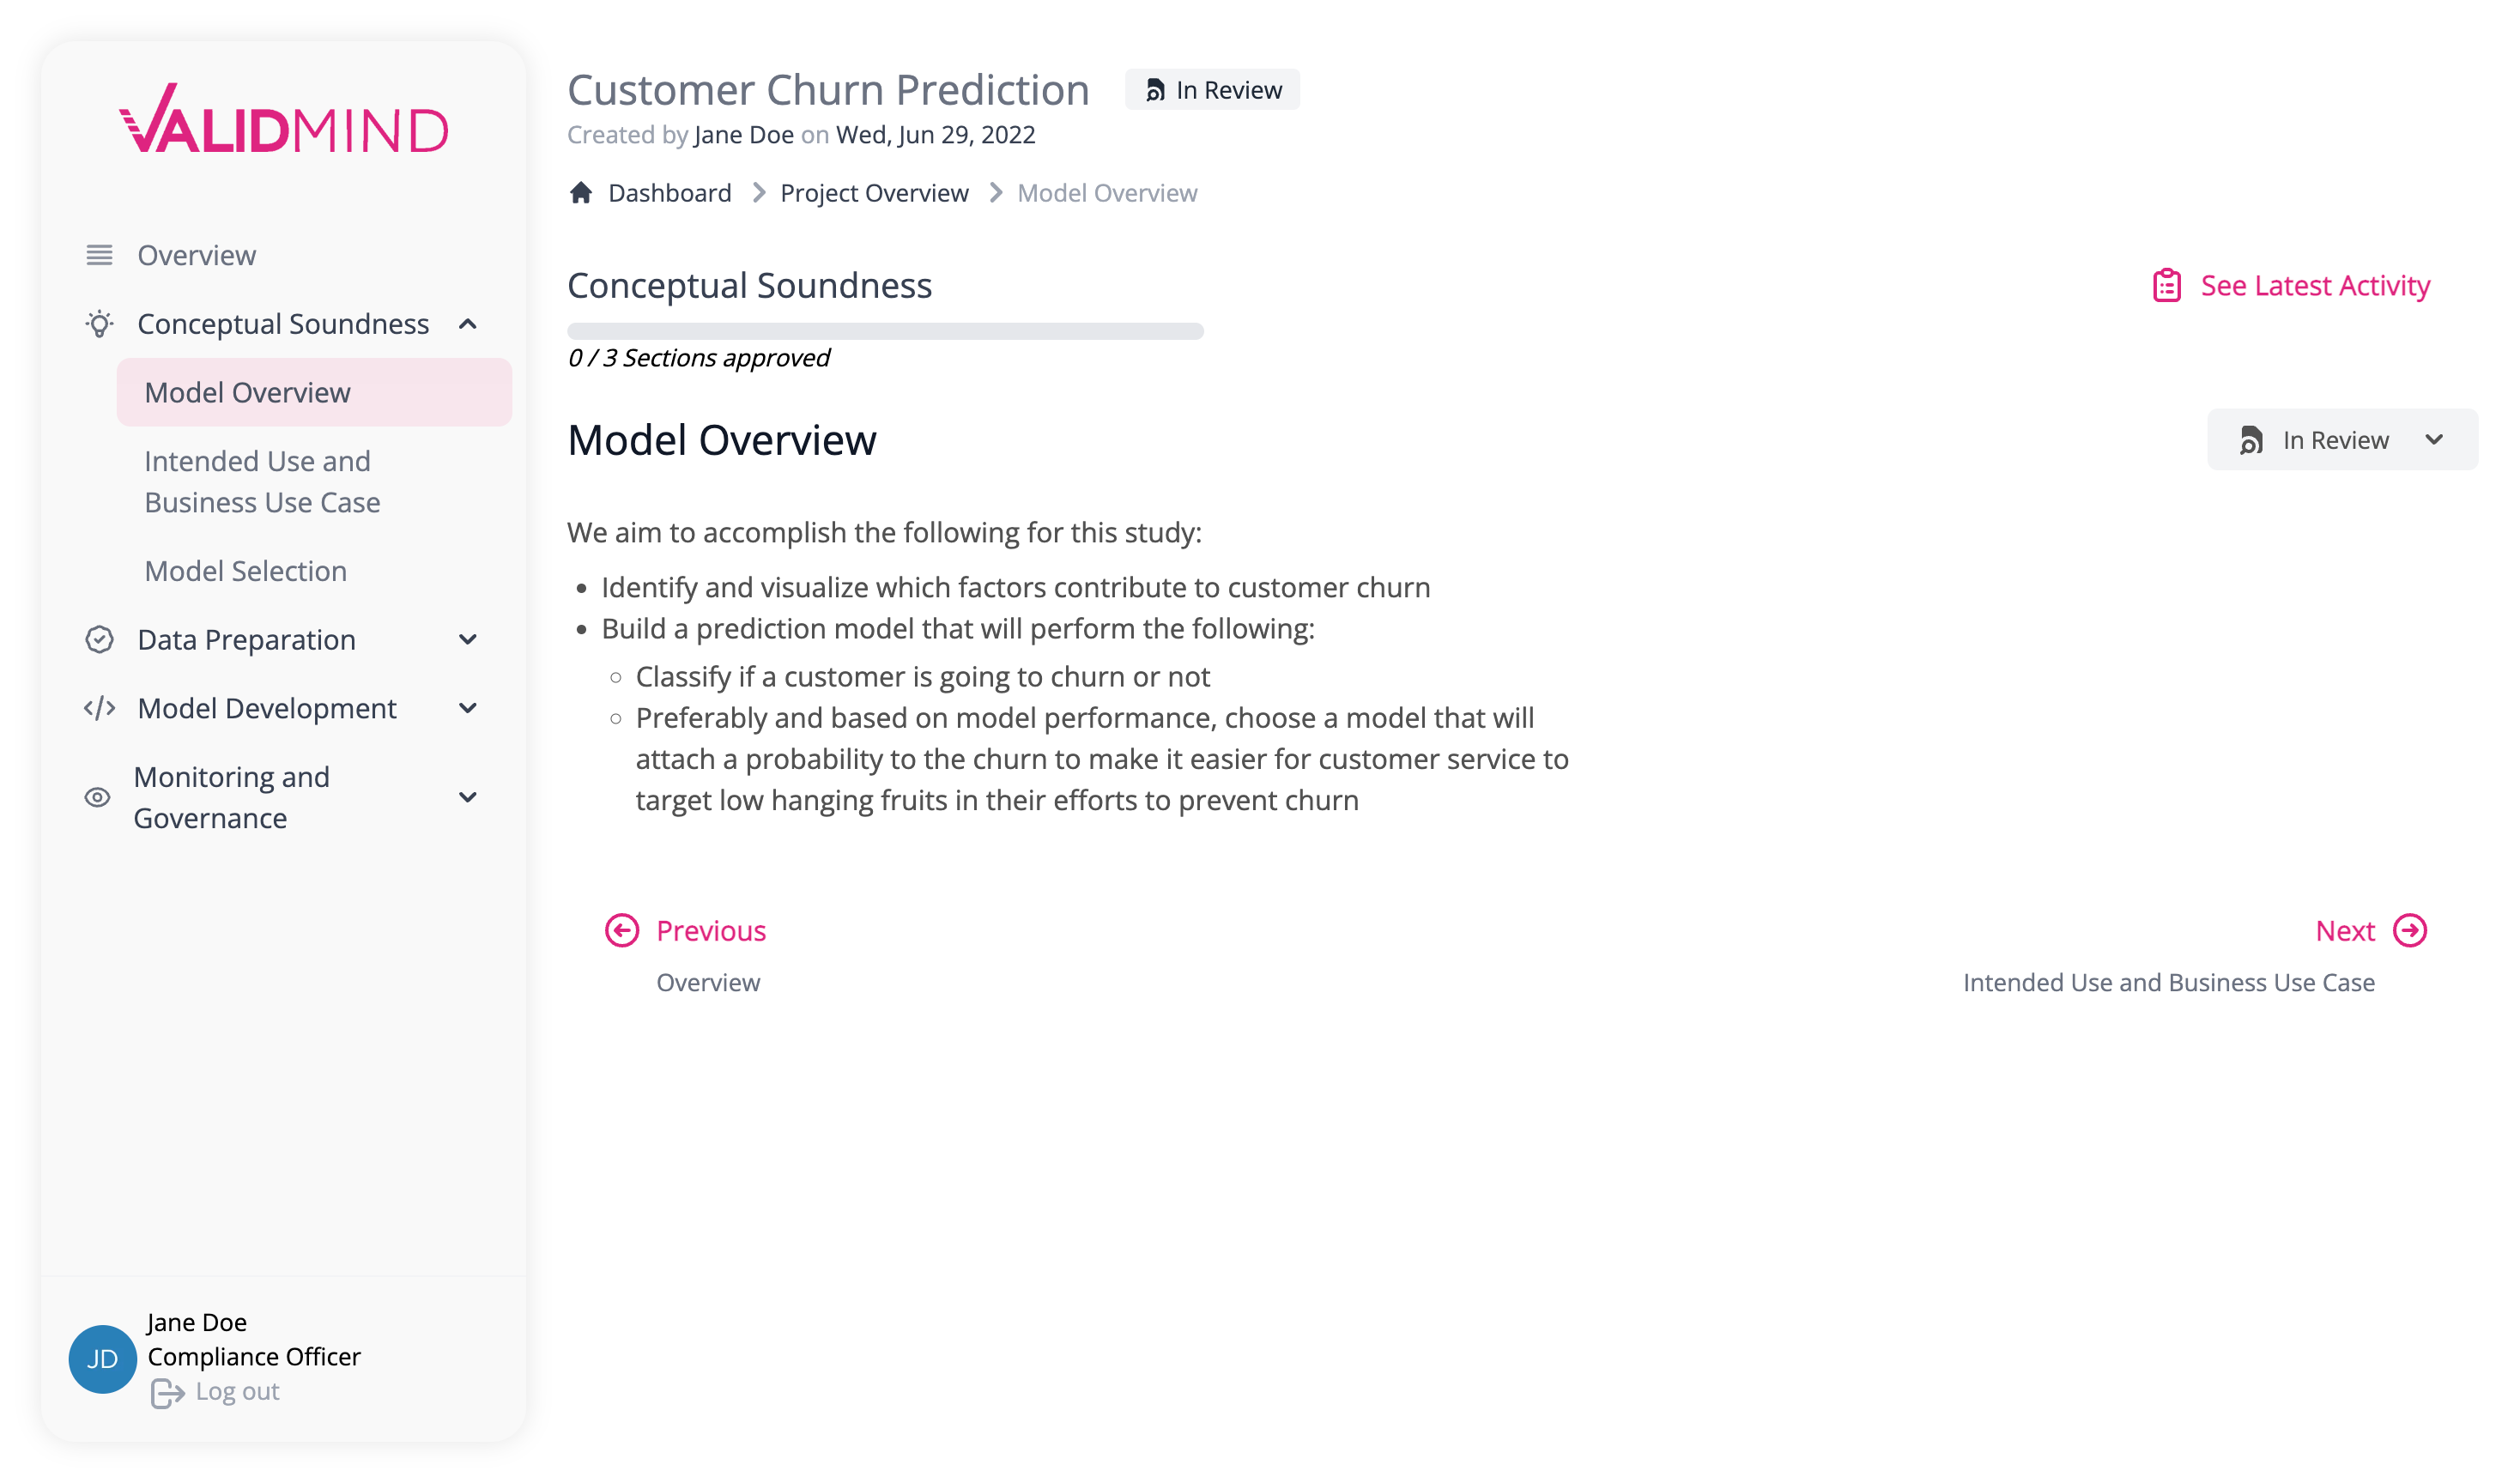 VALIDMIND
Overview
Conceptual Soundness
Model Overview
Intended Use and
Business Use Case
Model Selection
Data Preparation
Model Development
Monitoring and
Governance
Jane Doe
JD
Compliance Officer
Log out
Customer Churn Prediction
In Review
Created by Jane Doe on Wed, Jun 29, 2022
Dashboard
Project Overview
Model Overview
Conceptual Soundness
See Latest Activity
0 / 3 Sections approved
Model Overview
In Review
We aim to accomplish the following for this study:
Identify and visualize which factors contribute to customer churn
Build a prediction model that will perform the following:
Classify if a customer is going to churn or not
Preferably and based on model performance, choose a model that will
attach a probability to the churn to make it easier for customer service to
target low hanging fruits in their efforts to prevent churn
Previous
Overview
Next
Intended Use and Business Use Case